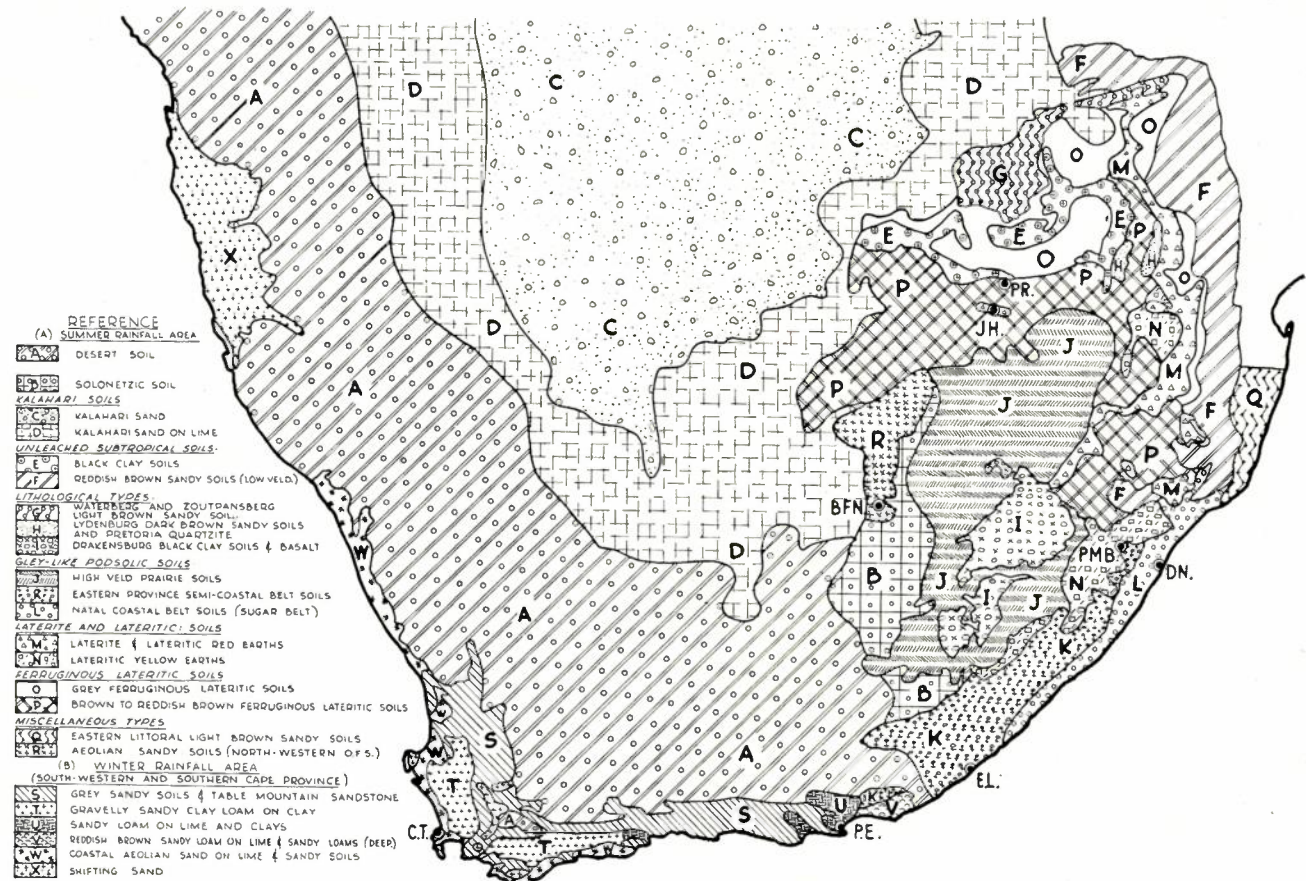 REFERENCE
(A) SUMMER RAINFALL AREA
A DESERT SOIL
B SOLONETZIC SOIL
KALAHARI SOILS
C KALAHARI SAND
D KALAHARI SAND ON LIME
UNLEACHED SUBTROPICAL SOILS.
E BLACK CLAY SOILS
F REDDISH BROWN SANDY SOILS (LOW VELD)
LITHOLOGICAL TYPES.
G WATERBERG AND ZOUTPANSBERG
LIGHT BROWN SANDY SOIL.
H LYDENBURG DARK BROWN SANDY SOILS
AND PRETORIA QUARTZITE
I DRAKENSBURG BLACK CLAY SOILS & BASALT
GLEY-LIKE PODSOLIC SOILS
J HIGH VELD PRAIRIE SOILS
EASTERN PROVINCE SEMI-COASTAL BELT SOILS
L NATAL COASTAL BELT SOILS (SUGAR BELT)
LATERITE AND LATERITIC: SOILS
M LATERITE & LATERITIC RED EARTHS
N LATERITIC YELLOW EARTHS
FERRUGINOUS LATERITIC SOILS
O GREY FERRUGINOUS LATERITIC SOILS
P BROWN TO REDDISH BROWN FERRUGINOUS LATERITIC SOILS
MISCELLANEOUS TYPES
Q EASTERN LITTORAL LIGHT BROWN SANDY SOILS
R AEOLIAN SANDY SOILS (NORTH-WESTERN O.F.S.)
(B) WINTER RAINFALL AREA
(SOUTH-WESTERN AND SOUTHERN CAPE PROVINCE)
S GREY SANDY SOILS & TABLE MOUNTAIN SANDSTONE
T GRAVELLY SANDY CLAY LOAM ON CLAY
U SANDY LOAM ON LIME AND CLAYS
REDDISH BROWN SANDY LOAM ON LIME & SANDY LOAMS (DEEP)
W COASTAL AEOLIAN SAND ON LIME & SANDY SOILS
X SHIFTING SAND
F
A D C D
C O
O
G M
F
E P
E E
X O H H
P P O
PR.
C JH. N
D J
A D M
P J F Q
R P
BFN. F M
I PMB
D DN.
B J I J N L
A K
B
K
S A
W E.L.
T
S U K V
C.T. A P.E.
T